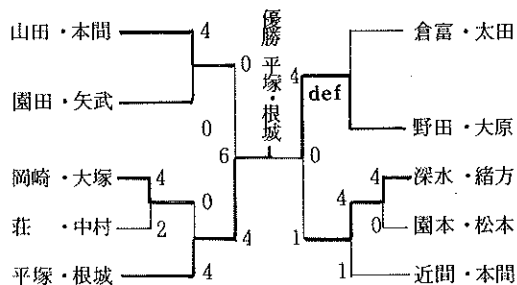 優勝 平塚・根城
山田・本間
4
0
園田・矢武
0
6
岡崎・大塚
4
0
荘・中村
2
4
平塚・根城
4
倉富・太田
4
def
野田・大原
0
深水・緒方
4
4
園本・松本
0
1
近間・本間
1